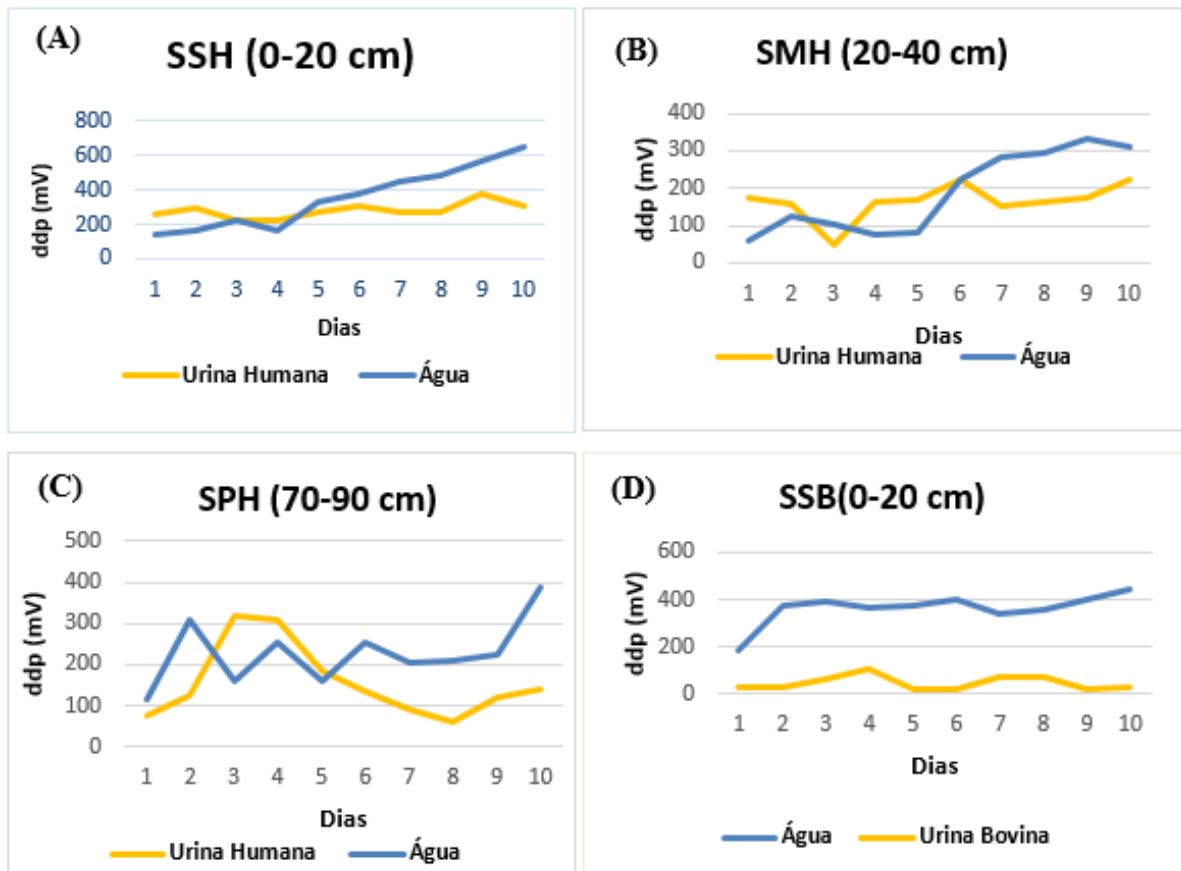 (A)
SSH (0-20 cm)
800
600
400
200
0
ddp (mV)
1 2 3 4 5 6 7 8 9 10
Dias
Urina Humana Água
(B)
SMH (20-40 cm)
400
300
200
100
0
ddp (mV)
1 2 3 4 5 6 7 8 9 10
Dias
Urina Humana Água
(C)
SPH (70-90 cm)
500
400
300
200
100
0
ddp (mV)
1 2 3 4 5 6 7 8 9 10
Dias
Urina Humana Água
(D)
SSB(0-20 cm)
600
400
200
0
ddp (mV)
1 2 3 4 5 6 7 8 9 10
Dias
Água Urina Bovina